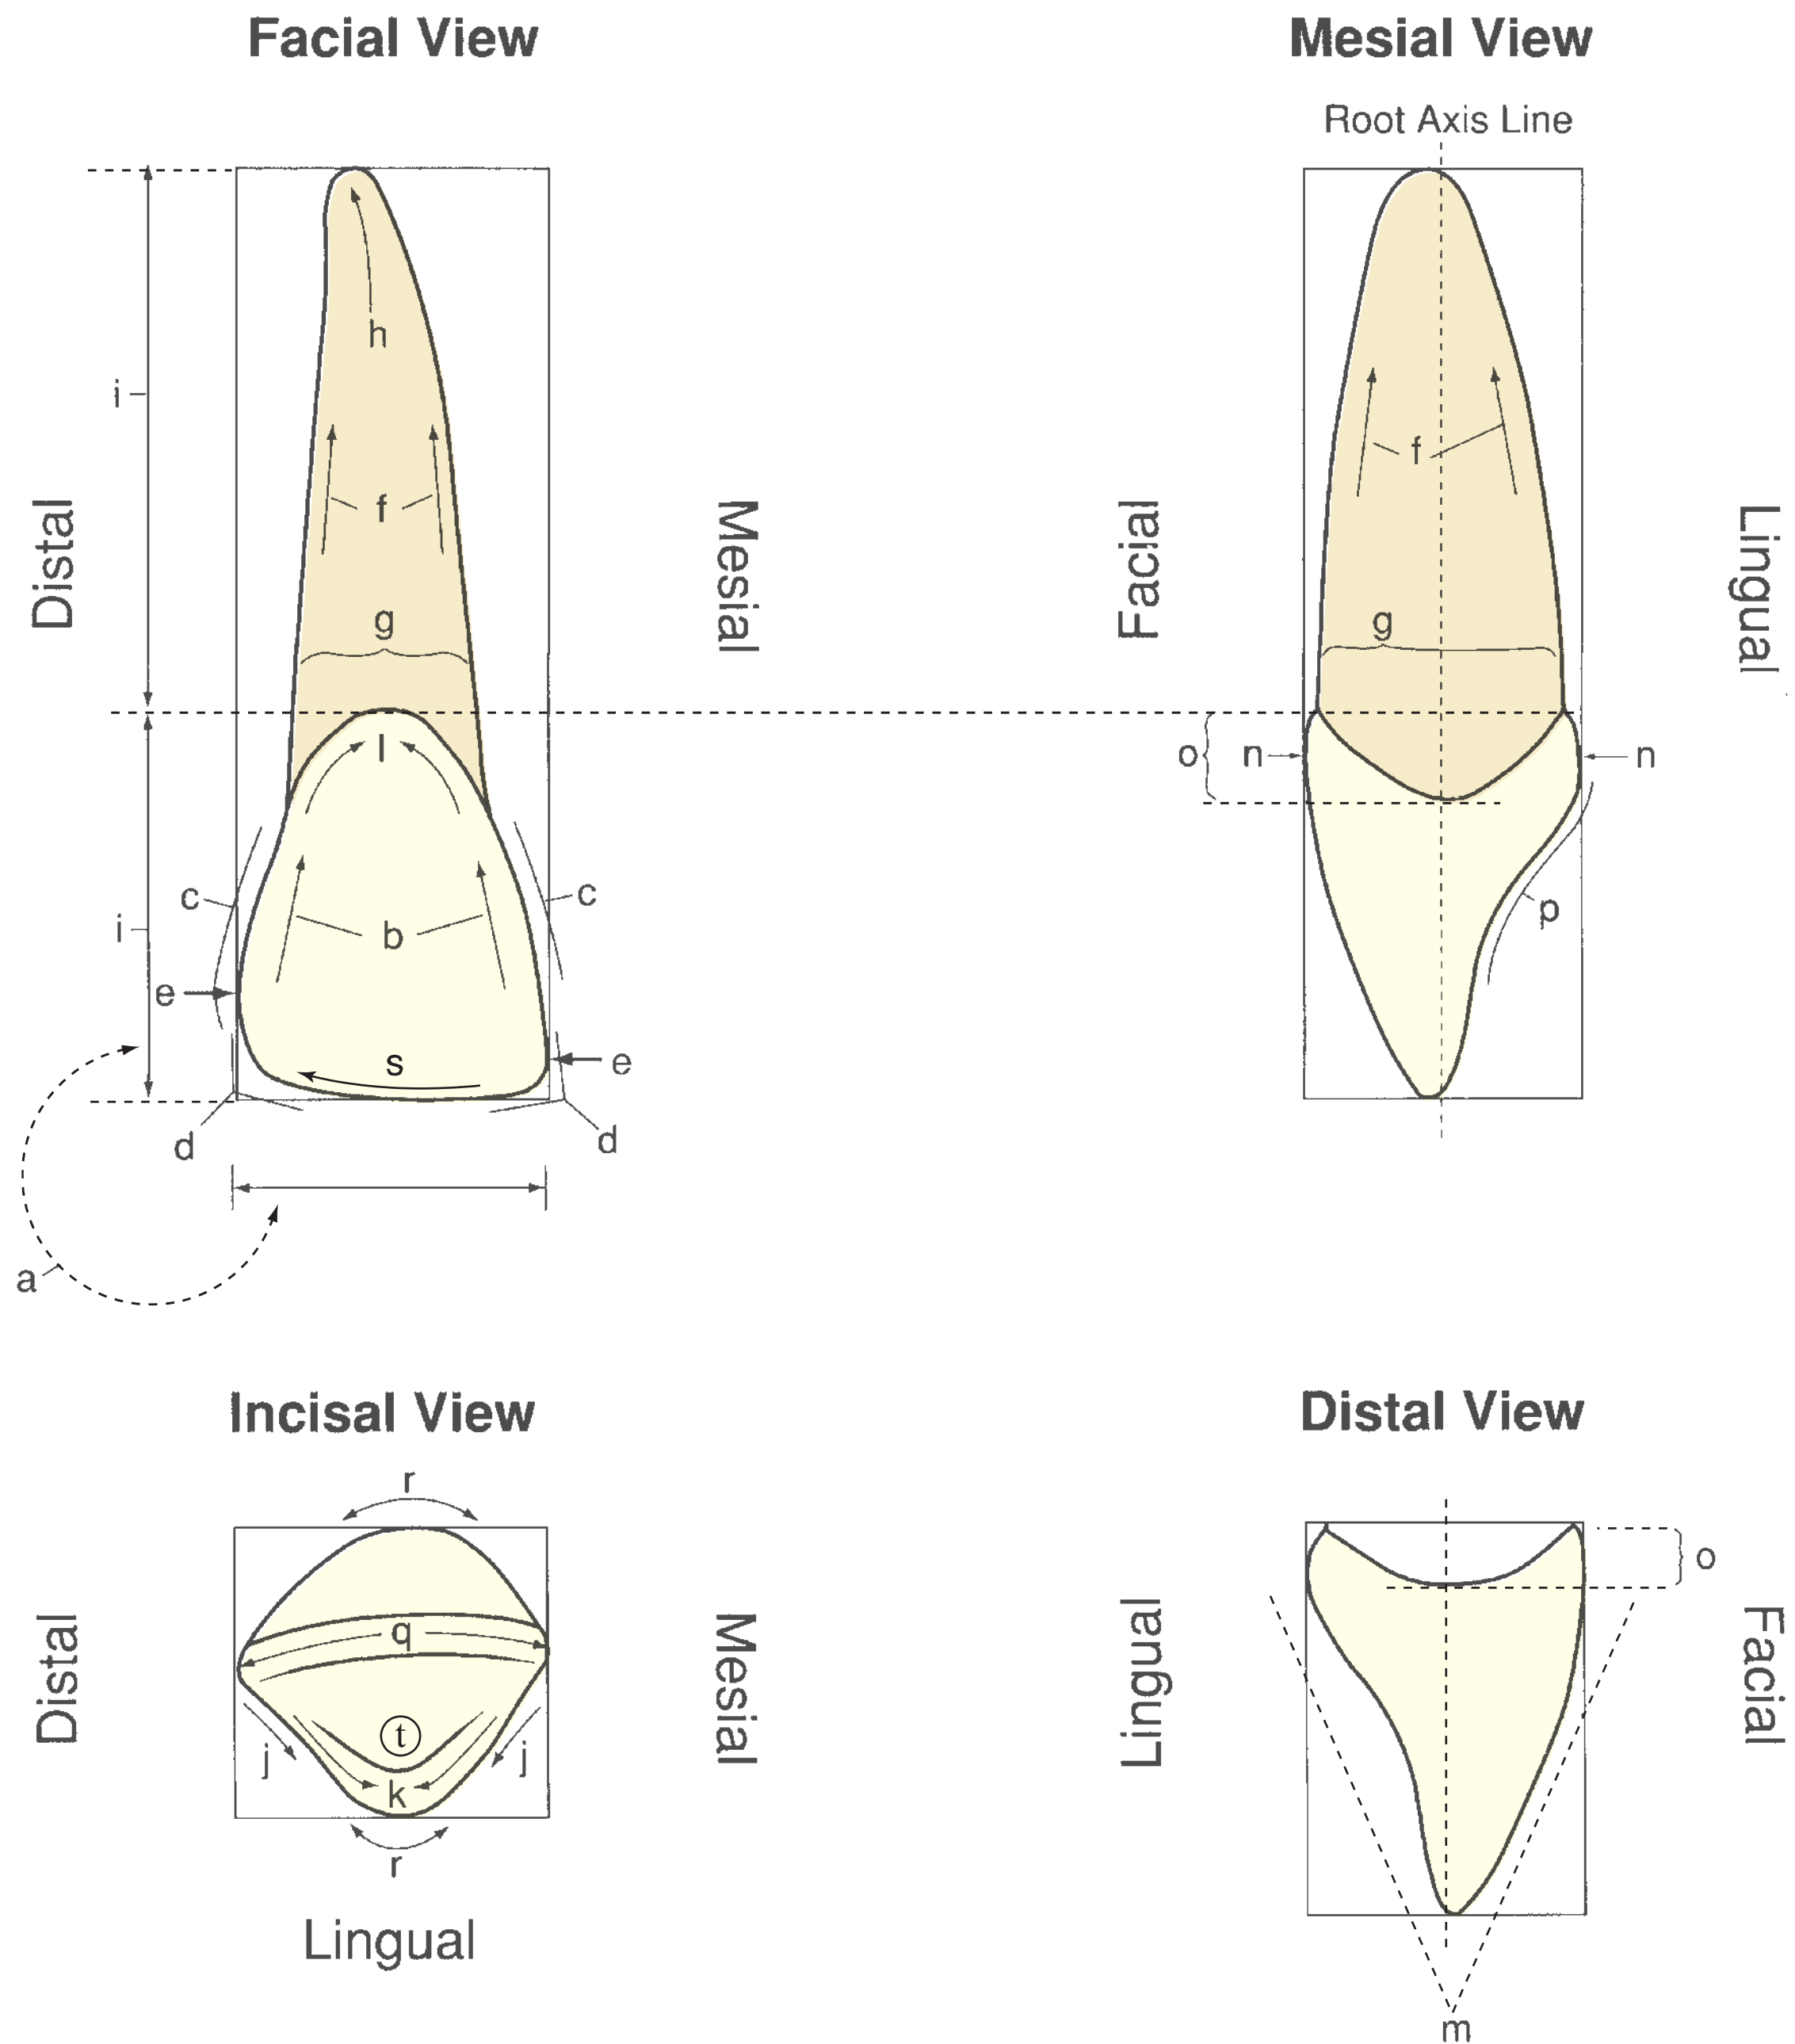 Facial View
Mesial View
Root Axis Line
h
i
f
f
Distal
Mesial
Facial
Lingual
g
g
l
o
n
n
c
c
p
b
i
e
s
e
d
d
a
Incisal View
Distal View
r
o
q
Distal
Mesial
Lingual
Facial
t
j
j
k
r
Lingual
m